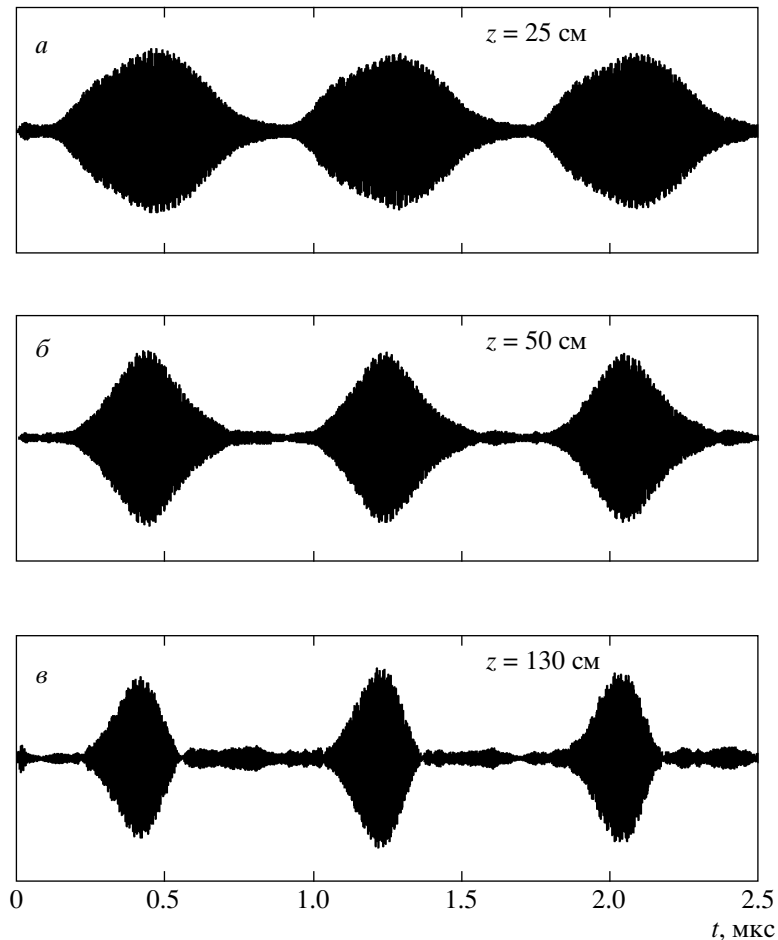 а
z = 25 см
б
z = 50 см
в
z = 130 см
0 0.5 1.0 1.5 2.0 2.5
t, мкс